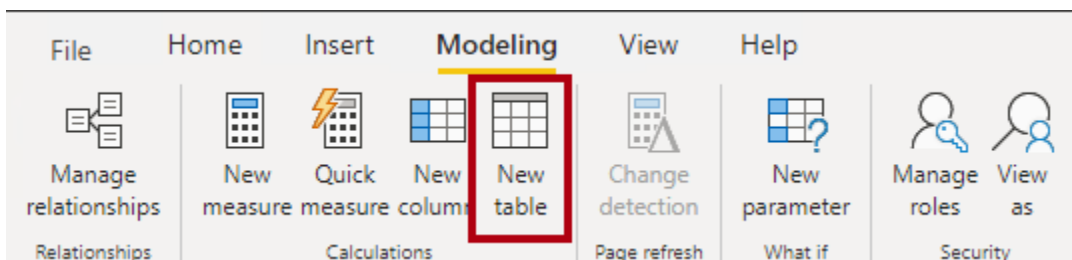 File Home Insert Modeling View Help
Manage New Quick New New Change New Manage View
relationships measure measure column table detection parameter roles as
Relationships Calculations Page refresh What if Security